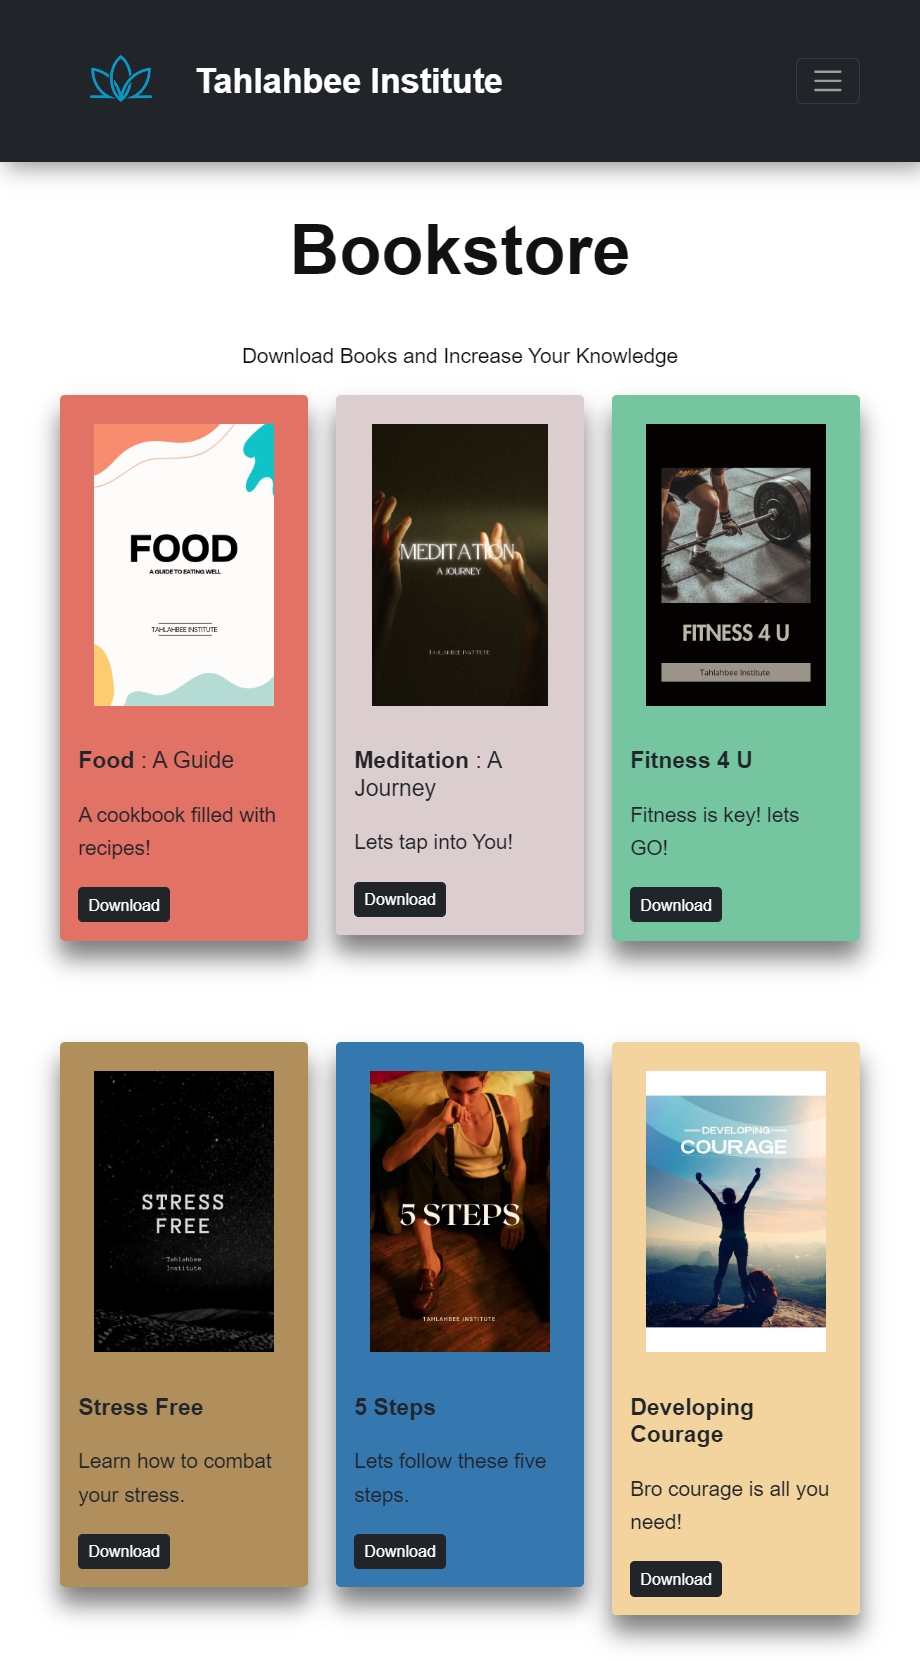 Tahlahbee Institute
Bookstore
Download Books and Increase Your Knowledge
FOOD
A GUIDE TO EATING WELL
TAHLAHBEE INSTITUTE
Food : A Guide
A cookbook filled with
recipes!
Download
MEDITATION
A JOURNEY
TAHLAHBEE INSTITUTE
Meditation : A
Journey
Lets tap into You!
Download
FITNESS 4 U
Tahlahbee Institute
Fitness 4 U
Fitness is key! lets
GO!
Download
STRESS
FREE
Tahlahbee
Institute
Stress Free
Learn how to combat
your stress.
Download
5 STEPS
TAHLAHBEE INSTITUTE
5 Steps
Lets follow these five
steps.
Download
DEVELOPING
COURAGE
Developing
Courage
Bro courage is all you
need!
Download